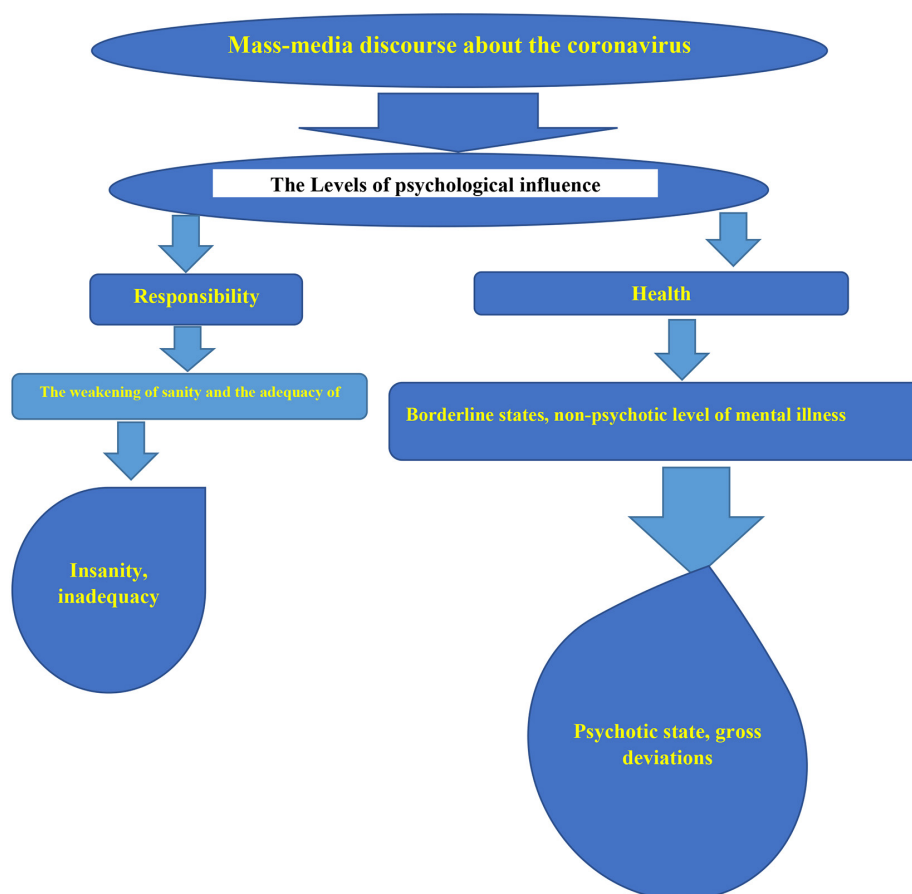 Mass-media discourse about the coronavirus
The Levels of psychological influence
Responsibility
Health
The weakening of sanity and the adequacy of
Borderline states, non-psychotic level of mental illness
Insanity,
inadequacy
Psychotic state, gross
deviations